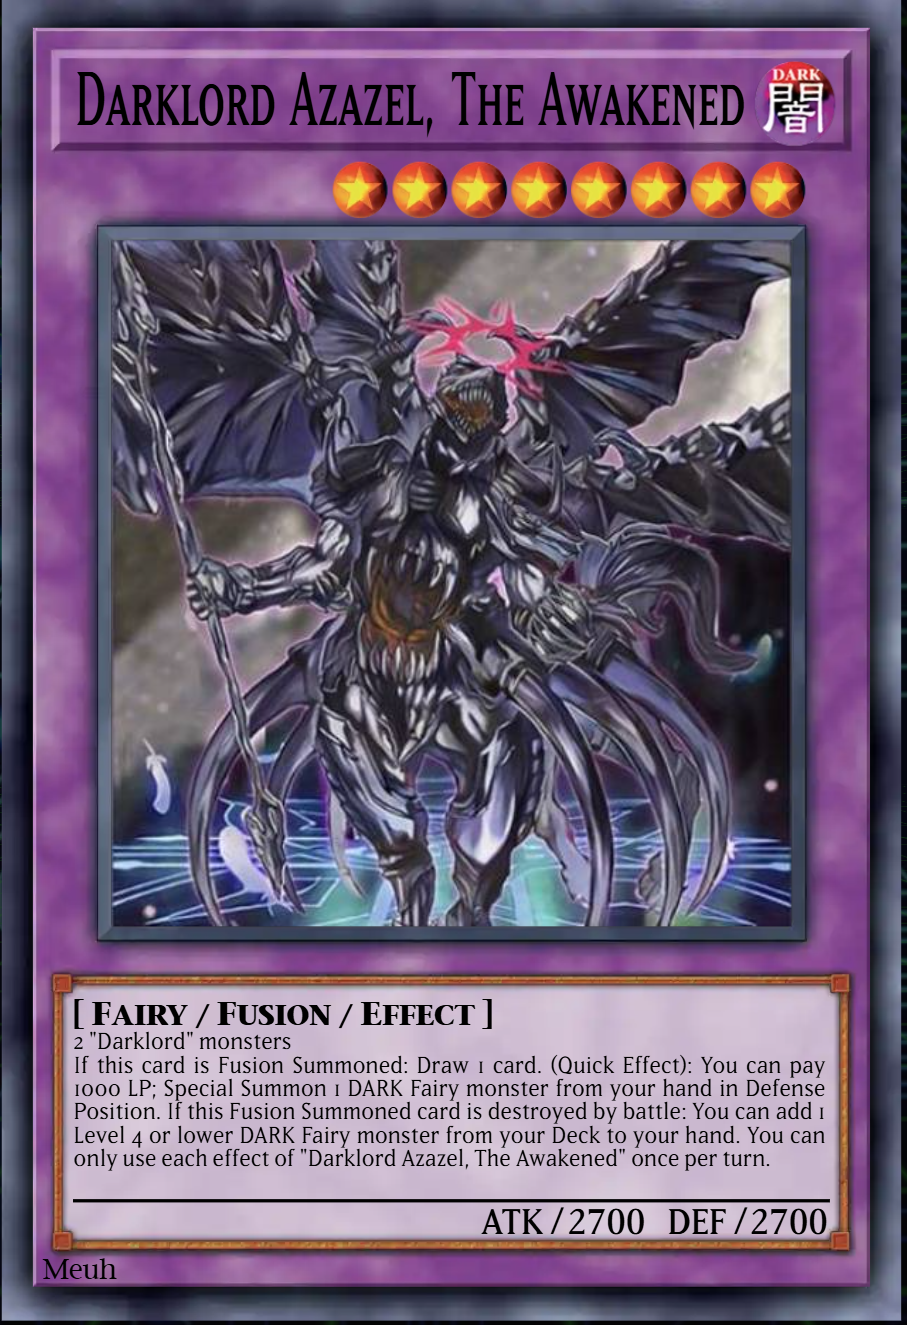 Darklord Azazel, The Awakened
DARK
闇
[ Fairy / Fusion / Effect ]
2 "Darklord" monsters
If this card is Fusion Summoned: Draw 1 card. (Quick Effect): You can pay
1000 LP; Special Summon 1 DARK Fairy monster from your hand in Defense
Position. If this Fusion Summoned card is destroyed by battle: You can add 1
Level 4 or lower DARK Fairy monster from your Deck to your hand. You can
only use each effect of "Darklord Azazel, The Awakened" once per turn.
ATK / 2700 DEF / 2700
Meuh